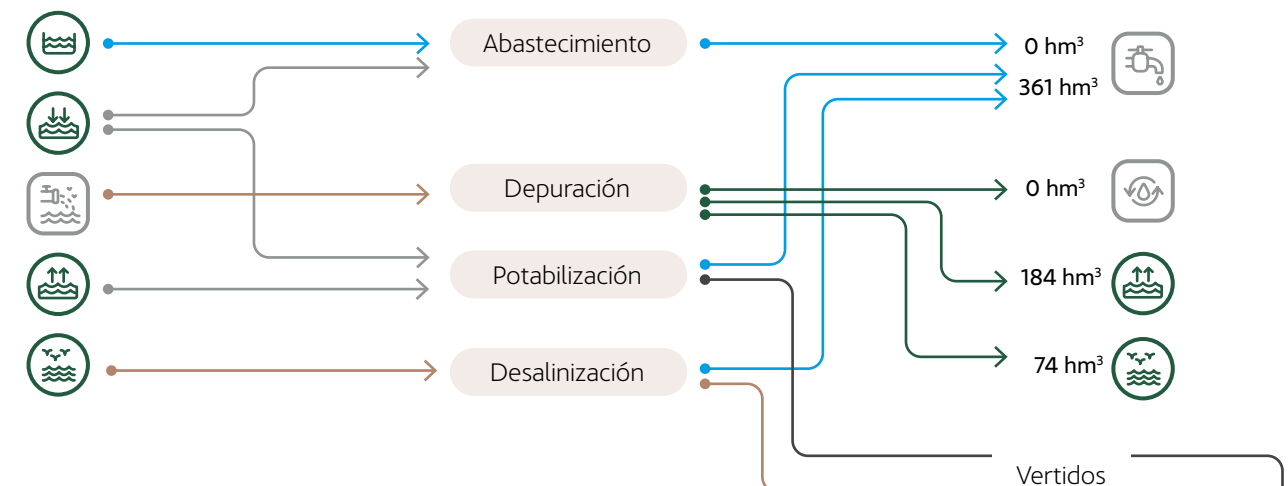 Abastecimiento
0 hm³
361 hm³
Depuración
0 hm³
Potabilización
184 hm³
Desalinización
74 hm³
Vertidos